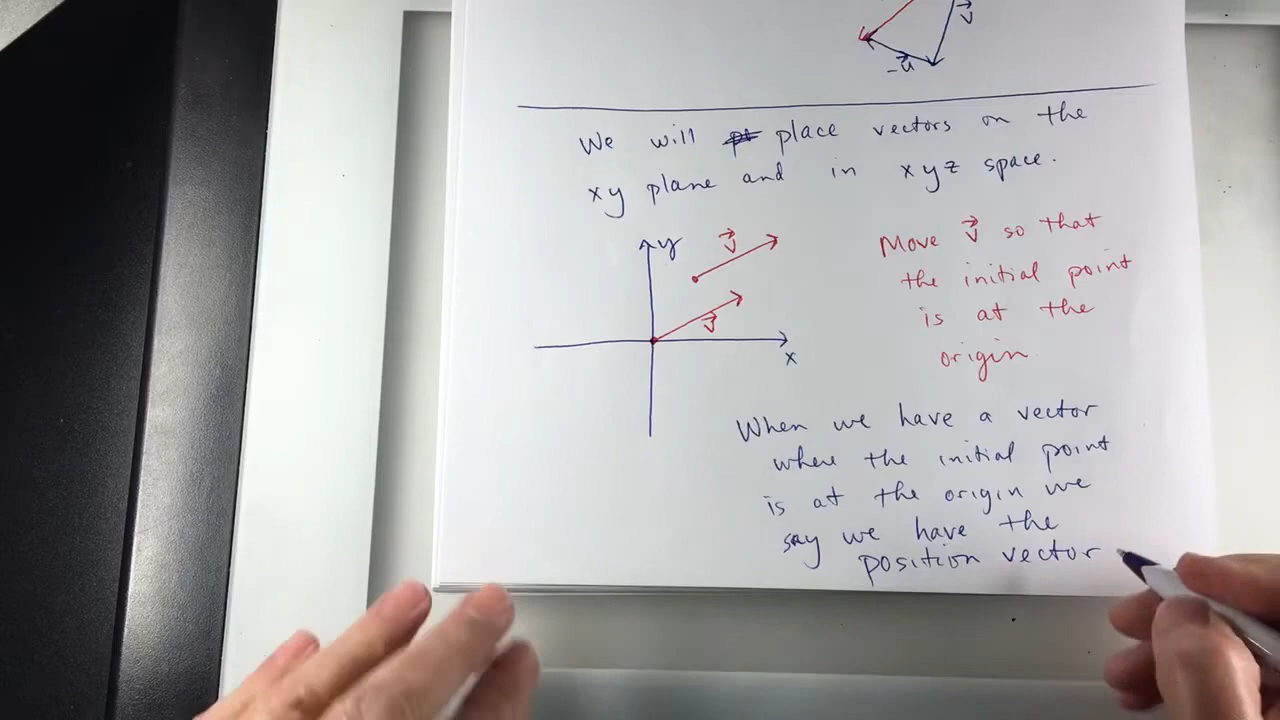 v⃗
-u⃗
We will place vectors on the
xy plane and in xyz space.
y
v⃗
v⃗
x
Move v⃗ so that
the initial point
is at the
origin
When we have a vector
where the initial point
is at the origin we
say we have the
position vector